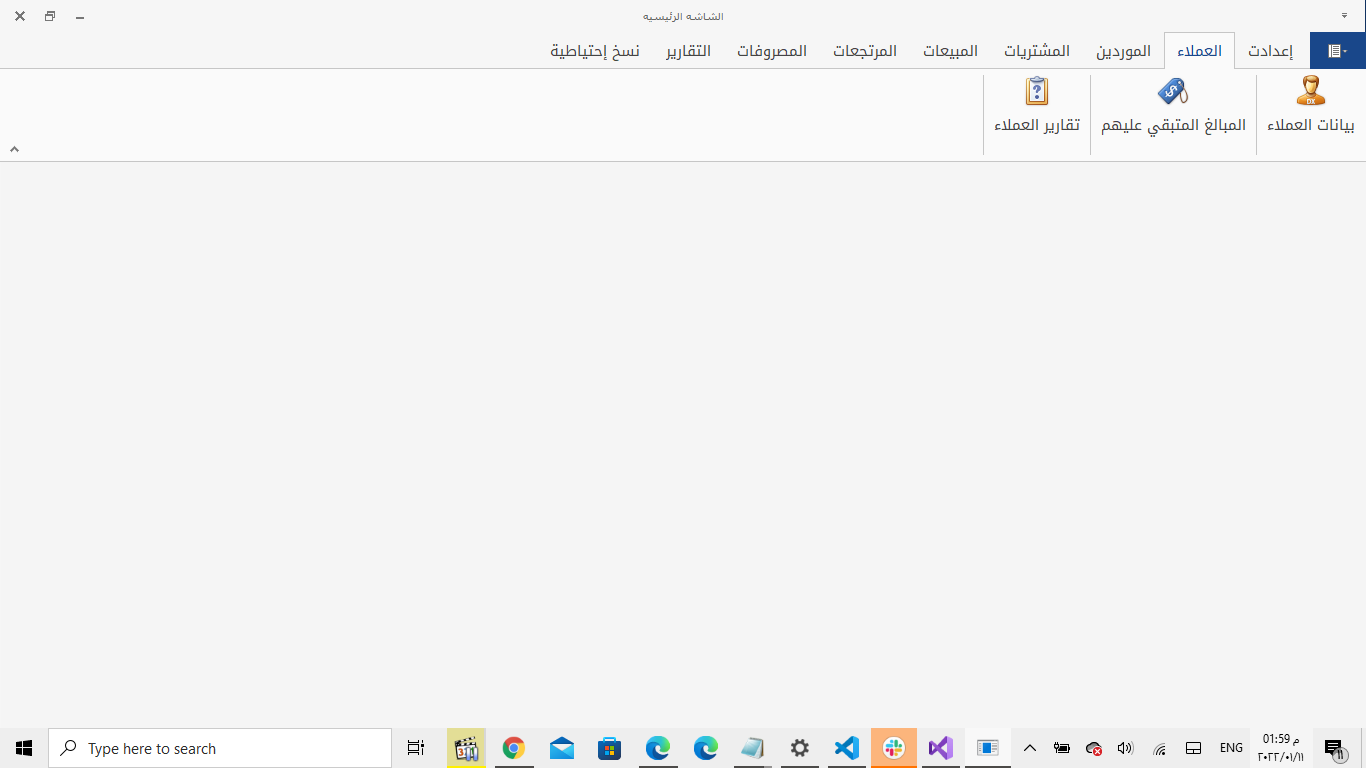 الشاشه الرئيسيه
إعدادت
العملاء
الموردين
المشتريات
المبيعات
المرتجعات
المصروفات
التقارير
نسخ إحتياطية
بيانات العملاء
المبالغ المتبقي عليهم
تقارير العملاء
Type here to search
ENG
01:59 م
٢٠٢٢/٠١/١١